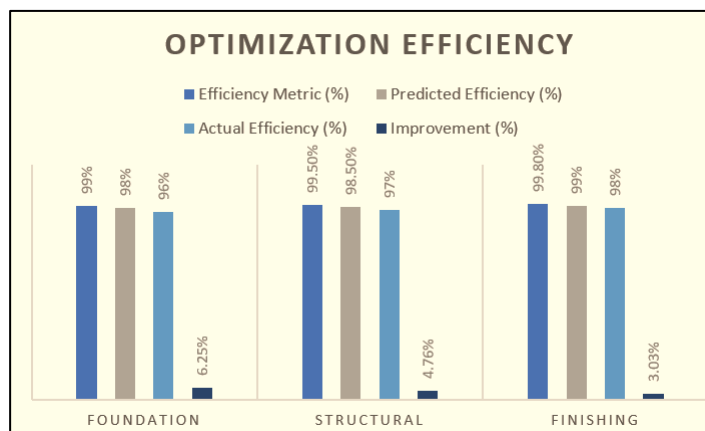 OPTIMIZATION EFFICIENCY
Efficiency Metric (%) Predicted Efficiency (%)
Actual Efficiency (%) Improvement (%)
99% 98% 96% 6.25% 99.50% 98.50% 97% 4.76% 99.80% 99% 98% 3.03%
FOUNDATION STRUCTURAL FINISHING